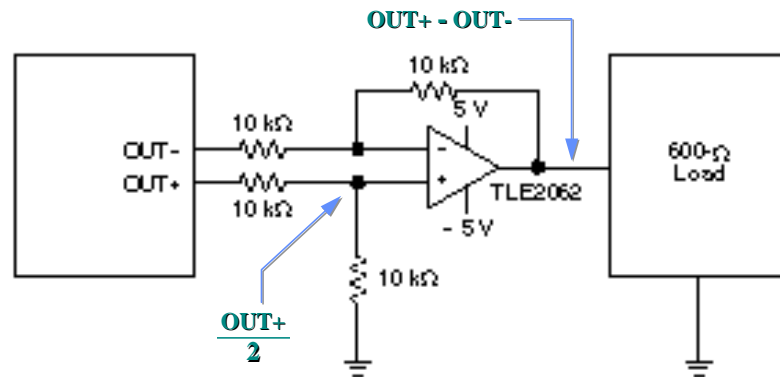 OUT+ - OUT-
10 kΩ
5 V
10 kΩ
OUT-
OUT+
10 kΩ
-
+
TLE2062
- 5 V
600-Ω
Load
10 kΩ
OUT+
2